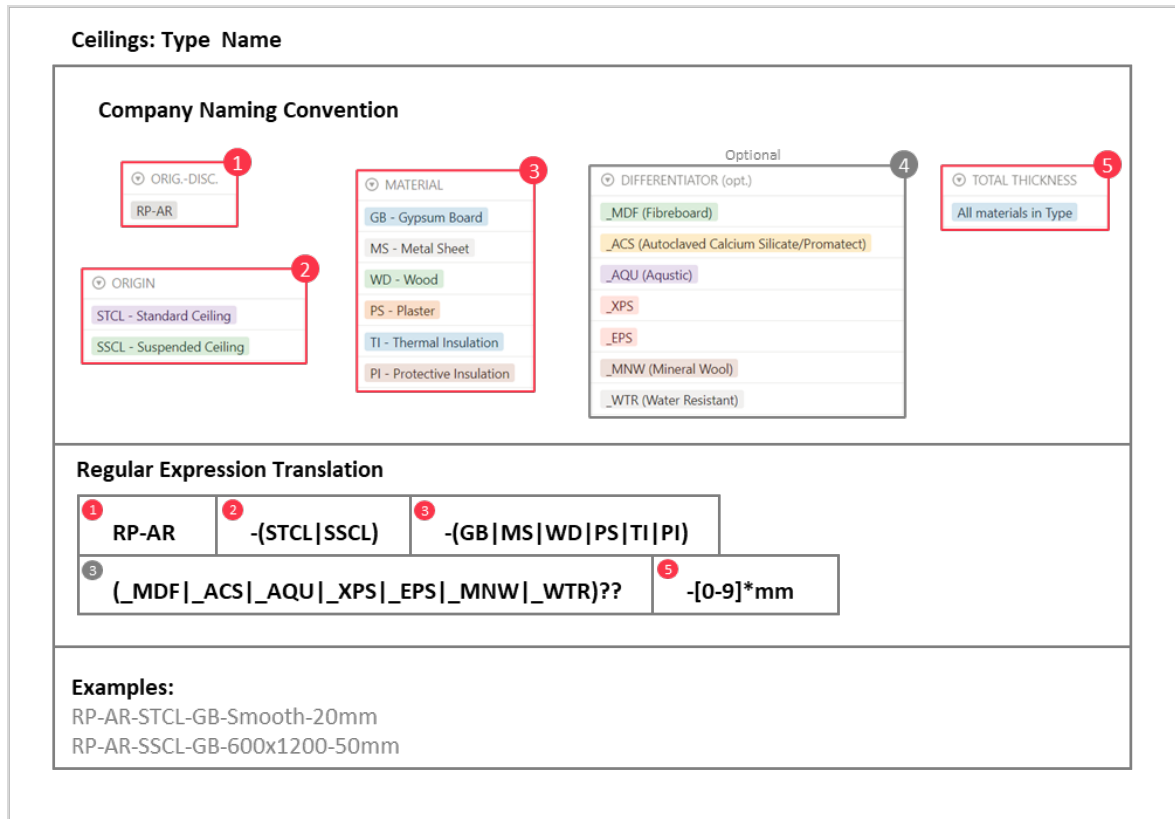 Ceilings: Type Name
Company Naming Convention
1
ORIG.-DISC.
RP-AR
2
ORIGIN
STCL - Standard Ceiling
SSCL - Suspended Ceiling
3
MATERIAL
GB - Gypsum Board
MS - Metal Sheet
WD - Wood
PS - Plaster
TI - Thermal Insulation
PI - Protective Insulation
Optional
4
DIFFERENTIATOR (opt.)
_MDF (Fibreboard)
_ACS (Autoclaved Calcium Silicate/Promatect)
_AQU (Aqustic)
_XPS
_EPS
_MNW (Mineral Wool)
_WTR (Water Resistant)
5
TOTAL THICKNESS
All materials in Type
Regular Expression Translation
1 RP-AR 2 -(STCL|SSCL) 3 -(GB|MS|WD|PS|TI|PI)
3 (_MDF|_ACS|_AQU|_XPS|_EPS|_MNW|_WTR)?? 5 -[0-9]*mm
Examples:
RP-AR-STCL-GB-Smooth-20mm
RP-AR-SSCL-GB-600x1200-50mm